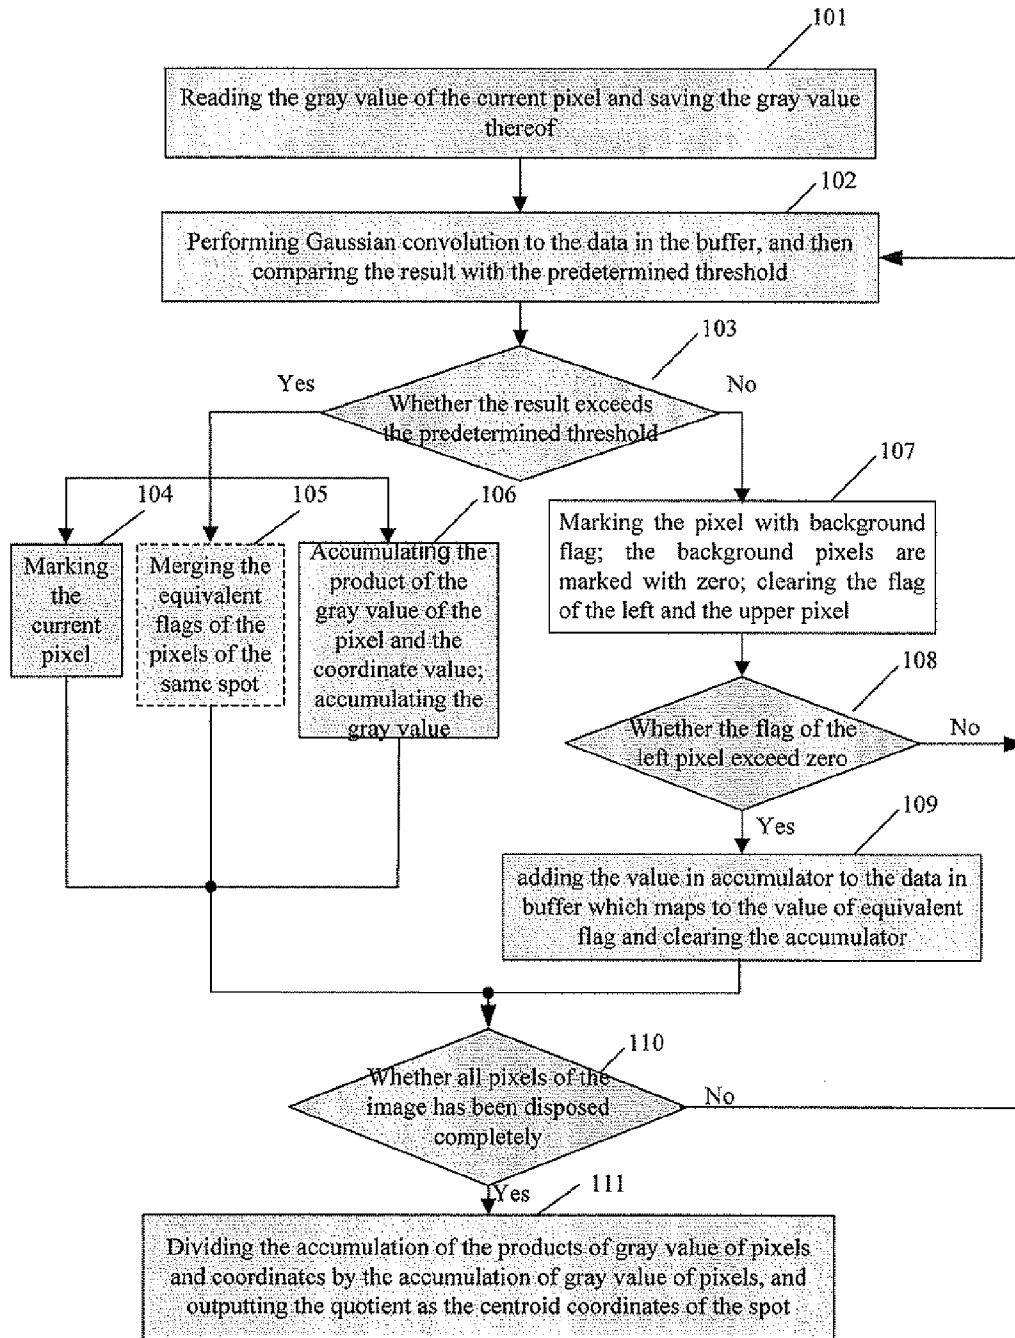 101
Reading the gray value of the current pixel and saving the gray value
thereof
102
Performing Gaussian convolution to the data in the buffer, and then
comparing the result with the predetermined threshold
103
Yes
No
Whether the result exceeds
the predetermined threshold
104
105
106
107
Marking
the
current
pixel
Merging the
equivalent
flags of the
pixels of the
same spot
Accumulating the
product of the
gray value of the
pixel and the
coordinate value;
accumulating the
gray value
Marking the pixel with background
flag; the background pixels are
marked with zero; clearing the flag
of the left and the upper pixel
108
Whether the flag of the
left pixel exceed zero
No
Yes
109
adding the value in accumulator to the data in
buffer which maps to the value of equivalent
flag and clearing the accumulator
110
Whether all pixels of the
image has been disposed
completely
No
Yes
111
Dividing the accumulation of the products of gray value of pixels
and coordinates by the accumulation of gray value of pixels, and
outputting the quotient as the centroid coordinates of the spot